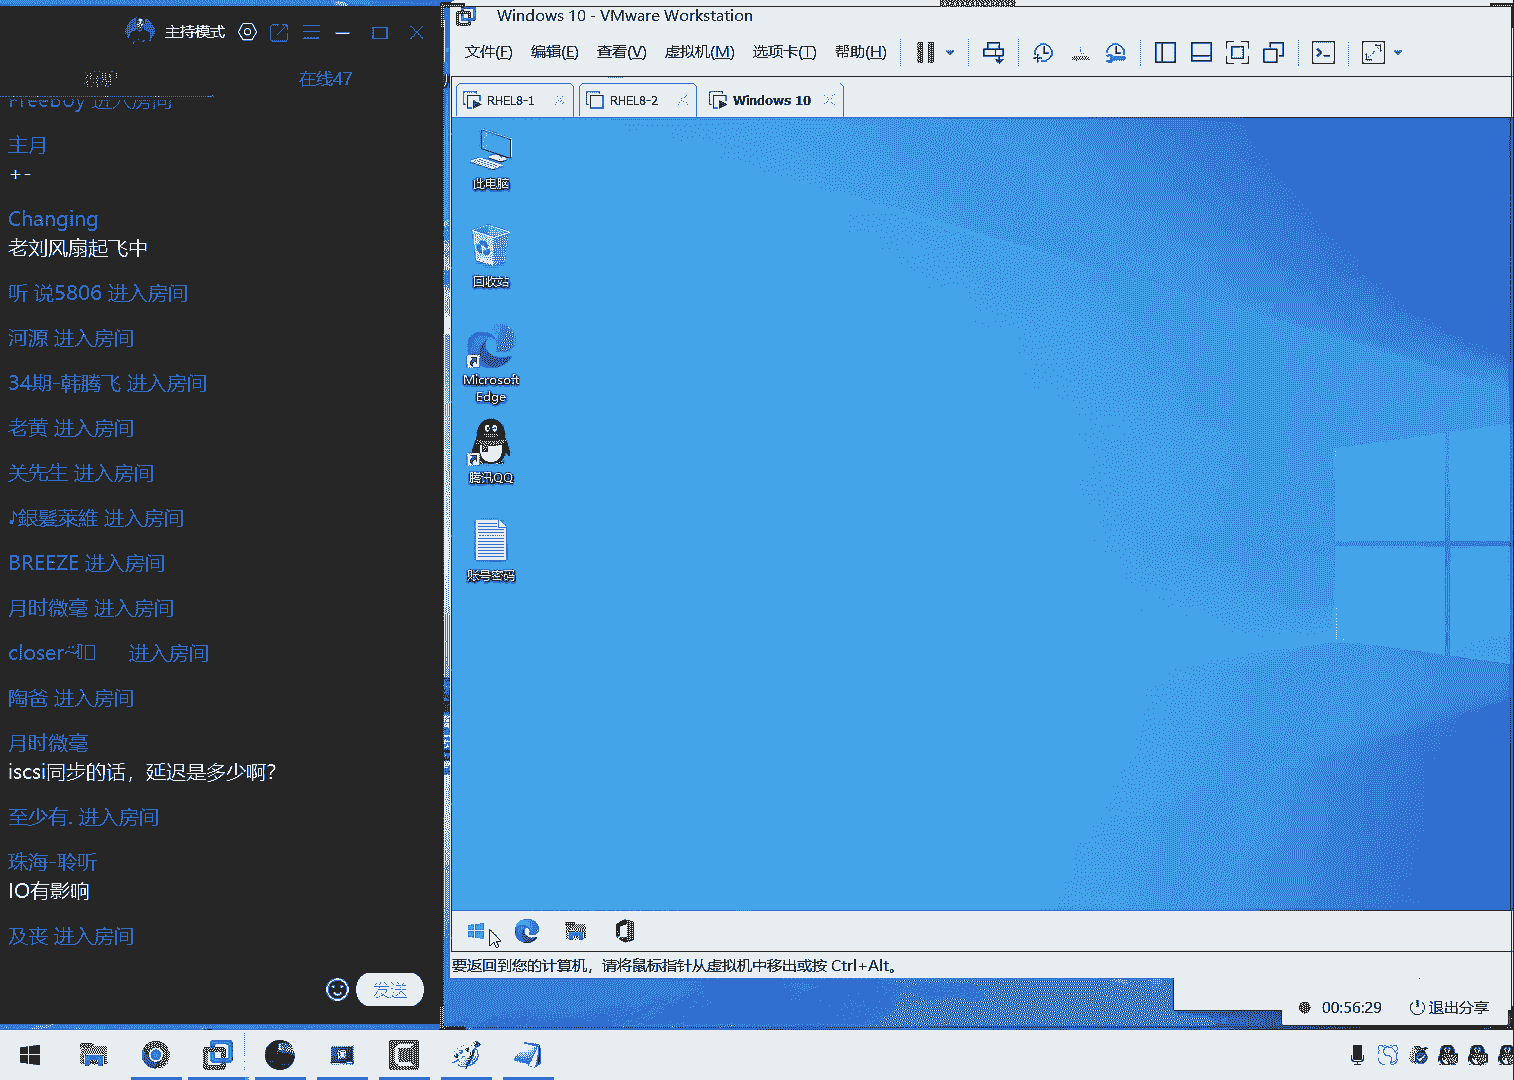 主持模式
在线47
FreeBoy 进入房间
主月
+-
Changing
老刘风扇起飞中
听 说5806 进入房间
河源 进入房间
34期-韩腾飞 进入房间
老黄 进入房间
关先生 进入房间
♪銀髮萊維 进入房间
BREEZE 进入房间
月时微毫 进入房间
closer 进入房间
陶爸 进入房间
月时微毫
iscsi同步的话，延迟是多少啊？
至少有. 进入房间
珠海-聆听
IO有影响
及丧 进入房间
发送
Windows 10 - VMware Workstation
文件(F) 编辑(E) 查看(V) 虚拟机(M) 选项卡(T) 帮助(H)
RHEL8-1 RHEL8-2 Windows 10
此电脑
回收站
Microsoft
Edge
腾讯QQ
账号密码
要返回到您的计算机，请将鼠标指针从虚拟机中移出或按 Ctrl+Alt。
00:56:29 退出分享